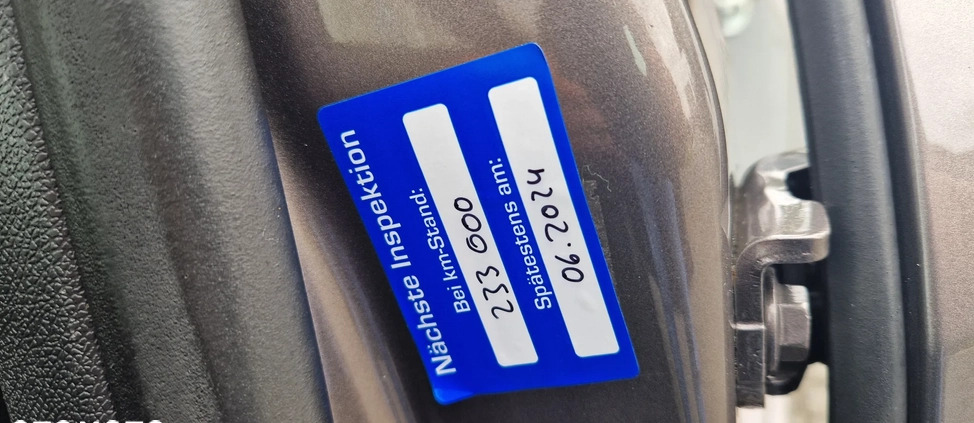 Nächste Inspektion
Bei km-Stand:
233 000
Spätestens am:
06.2024